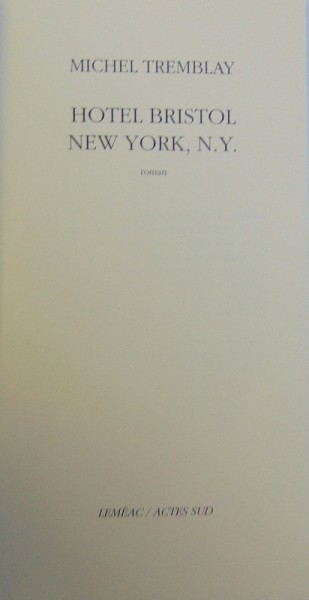 MICHEL TREMBLAY
HOTEL BRISTOL
NEW YORK, N.Y.
roman
LEMÉAC / ACTES SUD